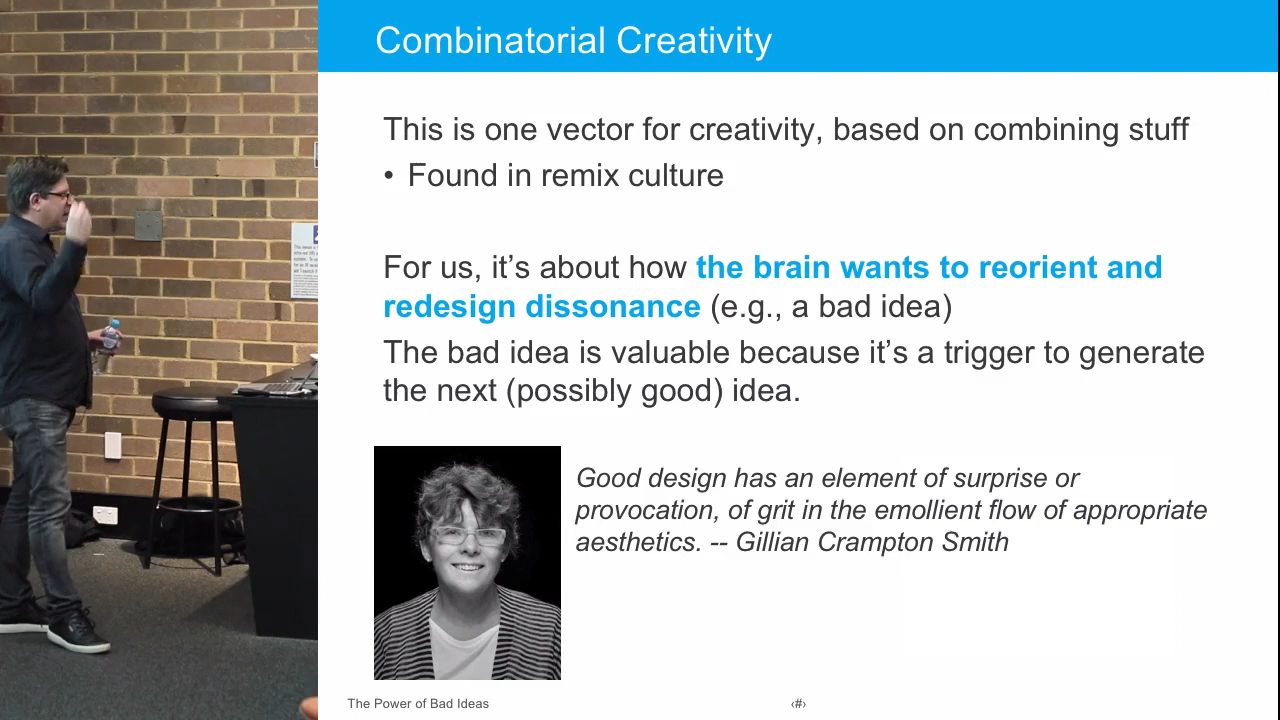 Combinatorial Creativity
This is one vector for creativity, based on combining stuff
• Found in remix culture
For us, it’s about how the brain wants to reorient and
redesign dissonance (e.g., a bad idea)
The bad idea is valuable because it’s a trigger to generate
the next (possibly good) idea.
Good design has an element of surprise or
provocation, of grit in the emollient flow of appropriate
aesthetics. -- Gillian Crampton Smith
The Power of Bad Ideas
‹#›